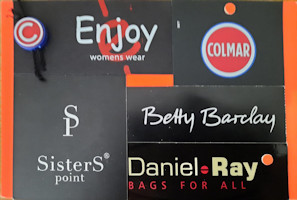 C
Enjoy
womens wear
COLMAR
SP
SisterS®
point
Betty Barclay
Daniel Ray
BAGS FOR ALL